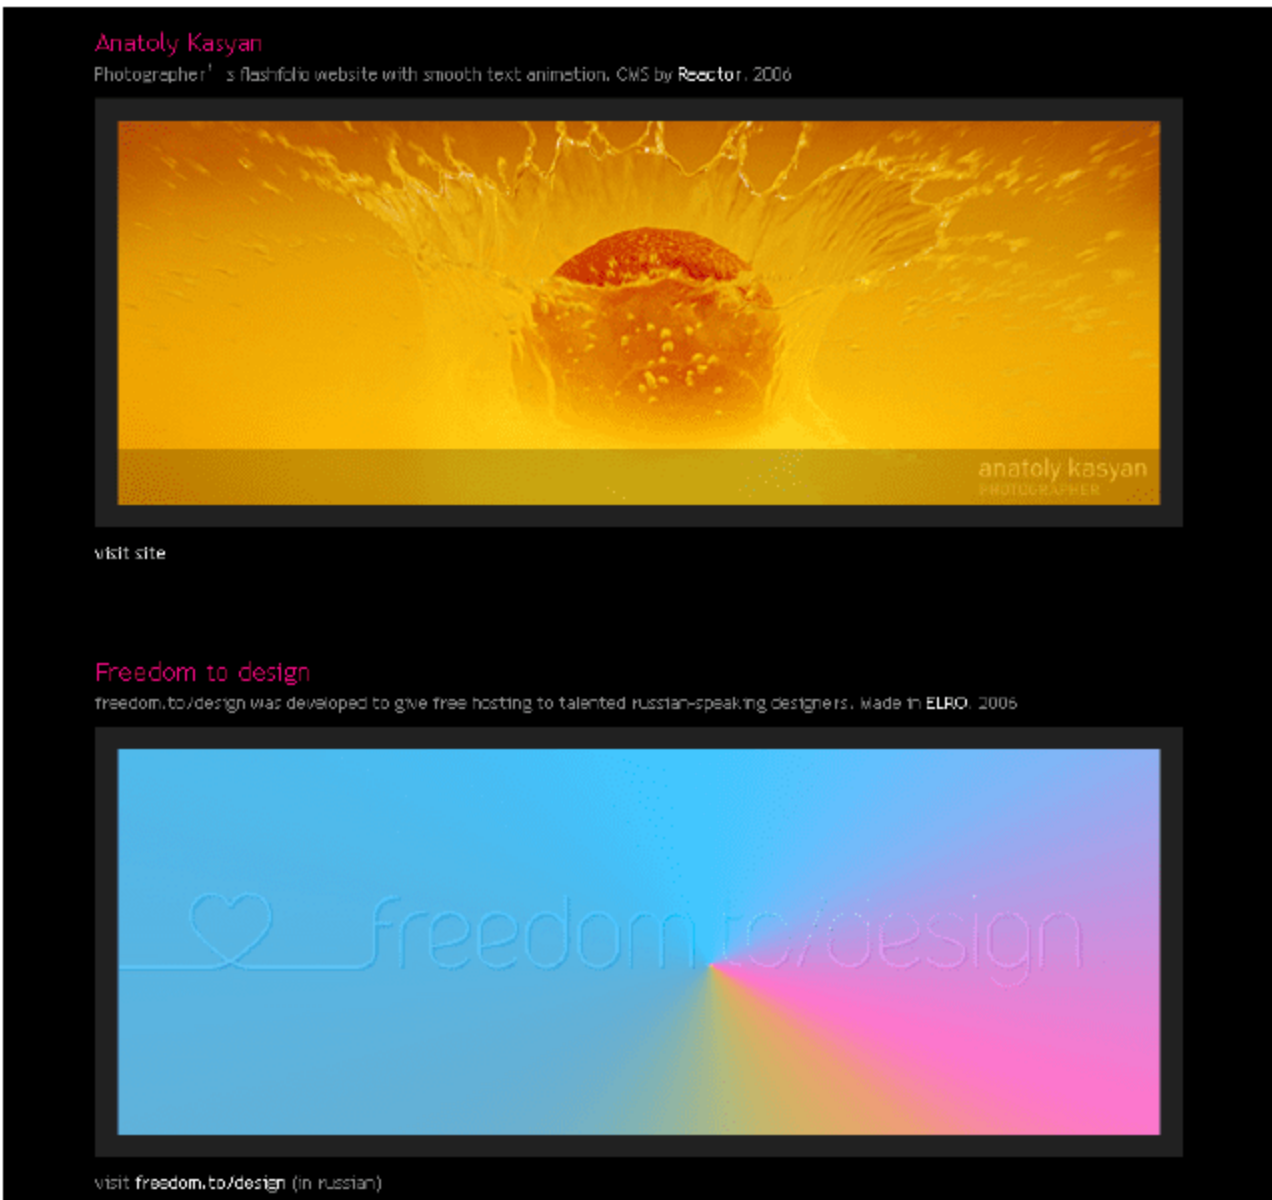 Anatoly Kasyan
Photographer's flashfolio website with smooth text animation. CMS by Reactor. 2006
anatoly kasyan
PHOTOGRAPHER
visit site
Freedom to design
freedom.to/design was developed to give free hosting to talented russian-speaking designers. Made in ELRO. 2006
freedom.to/design
visit freedom.to/design (in russian)